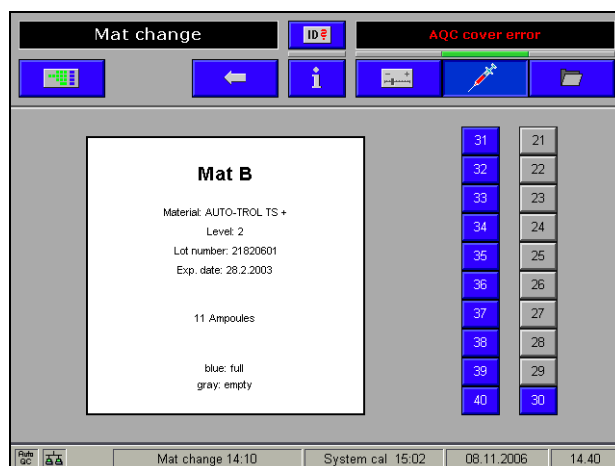 Mat change
ID?
AQC cover error
i
Mat B
Material: AUTO-TROL TS +
Level: 2
Lot number: 21820601
Exp. date: 28.2.2003
11 Ampoules
blue: full
gray: empty
31 21
32 22
33 23
34 24
35 25
36 26
37 27
38 28
39 29
40 30
Auto
QC
Mat change 14:10
System cal 15:02
08.11.2006
14.40